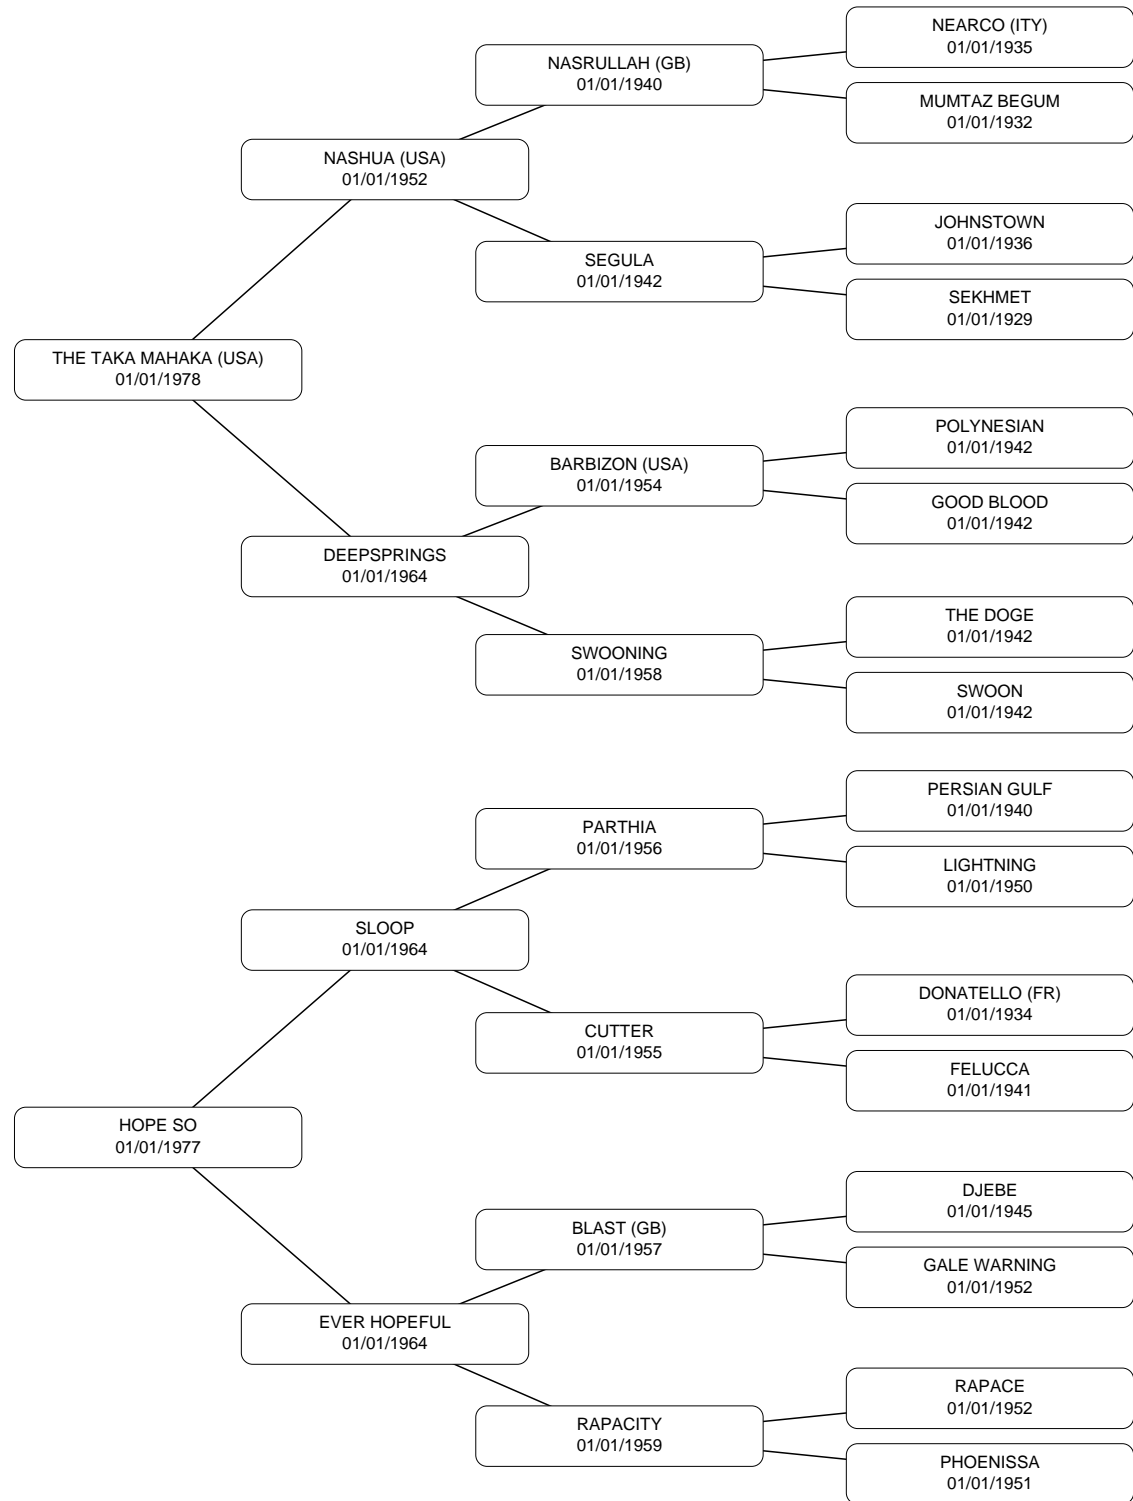 NEARCO (ITY)
01/01/1935
NASRULLAH (GB)
01/01/1940
MUMTAZ BEGUM
01/01/1932
NASHUA (USA)
01/01/1952
JOHNSTOWN
01/01/1936
SEGULA
01/01/1942
SEKHMET
01/01/1929
THE TAKA MAHAKA (USA)
01/01/1978
POLYNESIAN
01/01/1942
BARBIZON (USA)
01/01/1954
GOOD BLOOD
01/01/1942
DEEPSPRINGS
01/01/1964
THE DOGE
01/01/1942
SWOONING
01/01/1958
SWOON
01/01/1942
PERSIAN GULF
01/01/1940
PARTHIA
01/01/1956
LIGHTNING
01/01/1950
SLOOP
01/01/1964
DONATELLO (FR)
01/01/1934
CUTTER
01/01/1955
FELUCCA
01/01/1941
HOPE SO
01/01/1977
DJEBE
01/01/1945
BLAST (GB)
01/01/1957
GALE WARNING
01/01/1952
EVER HOPEFUL
01/01/1964
RAPACE
01/01/1952
RAPACITY
01/01/1959
PHOENISSA
01/01/1951